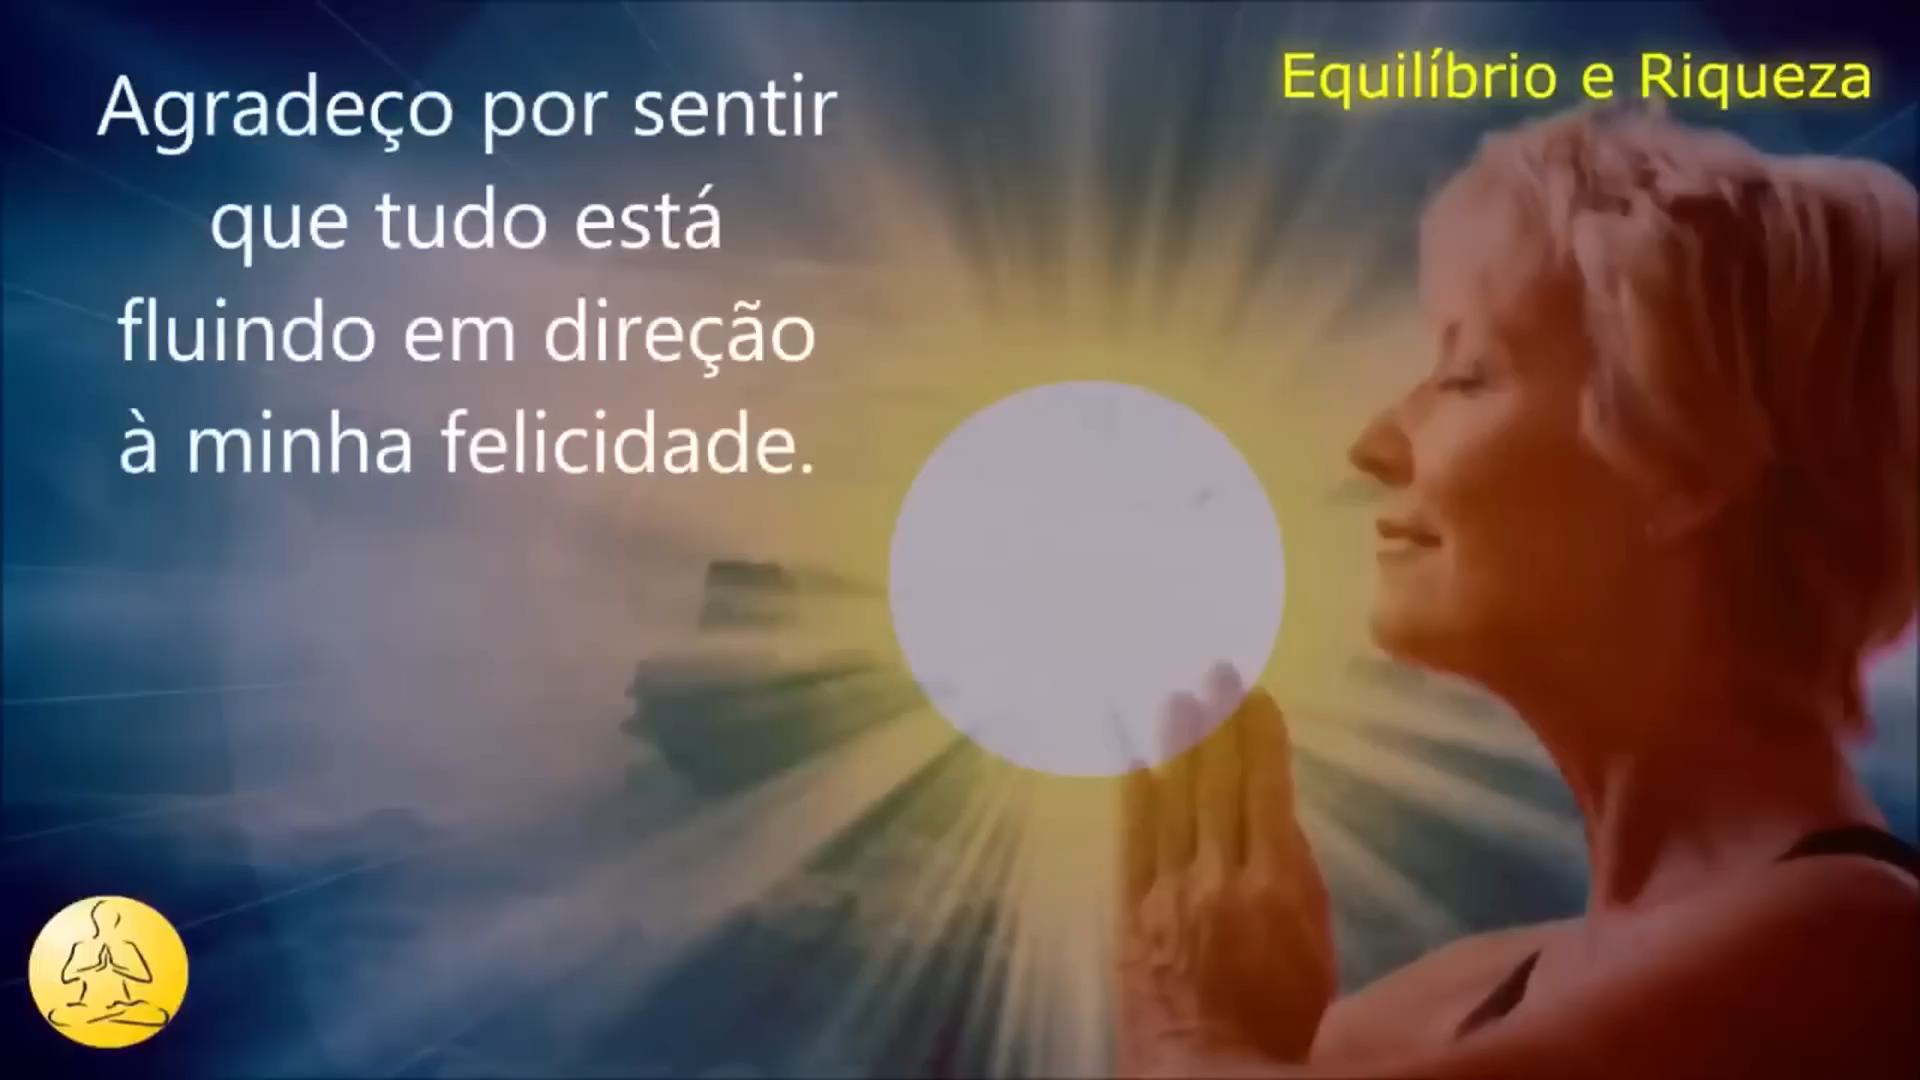 Equilíbrio e Riqueza
Agradeço por sentir
que tudo está
fluindo em direção
à minha felicidade.